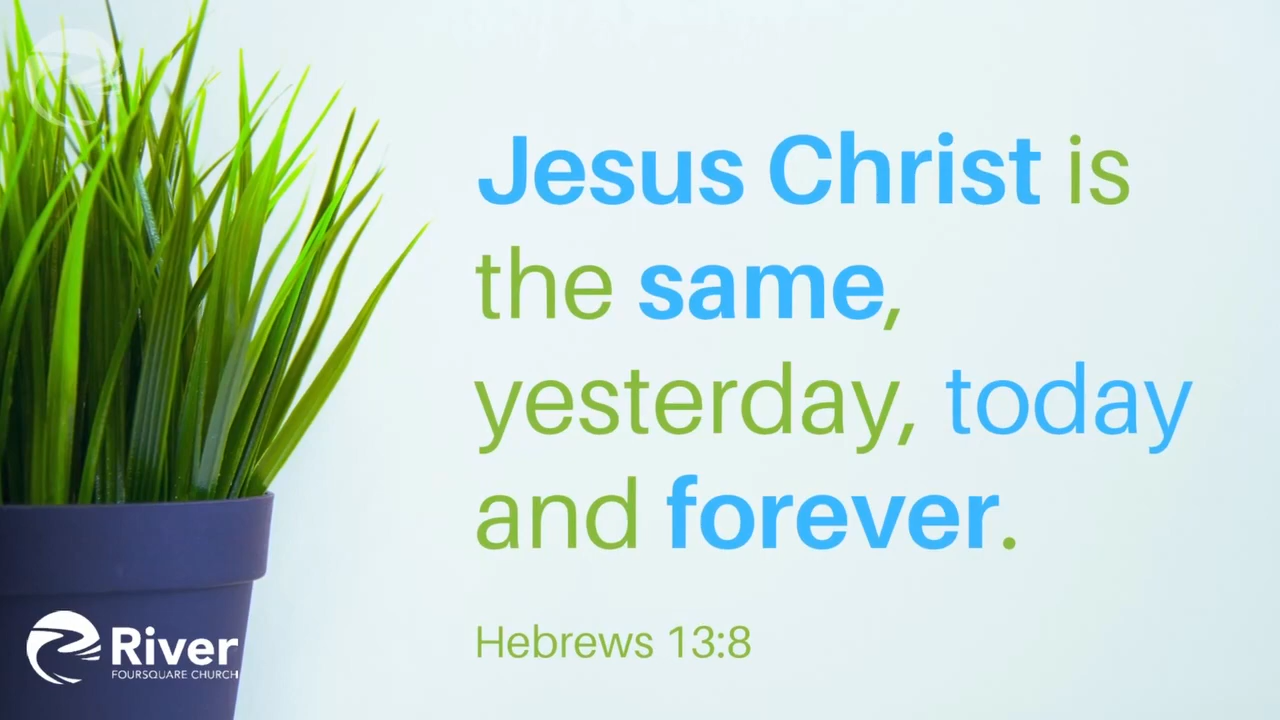 Jesus Christ is
the same,
yesterday, today
and forever.
Hebrews 13:8
River
FOURSQUARE CHURCH